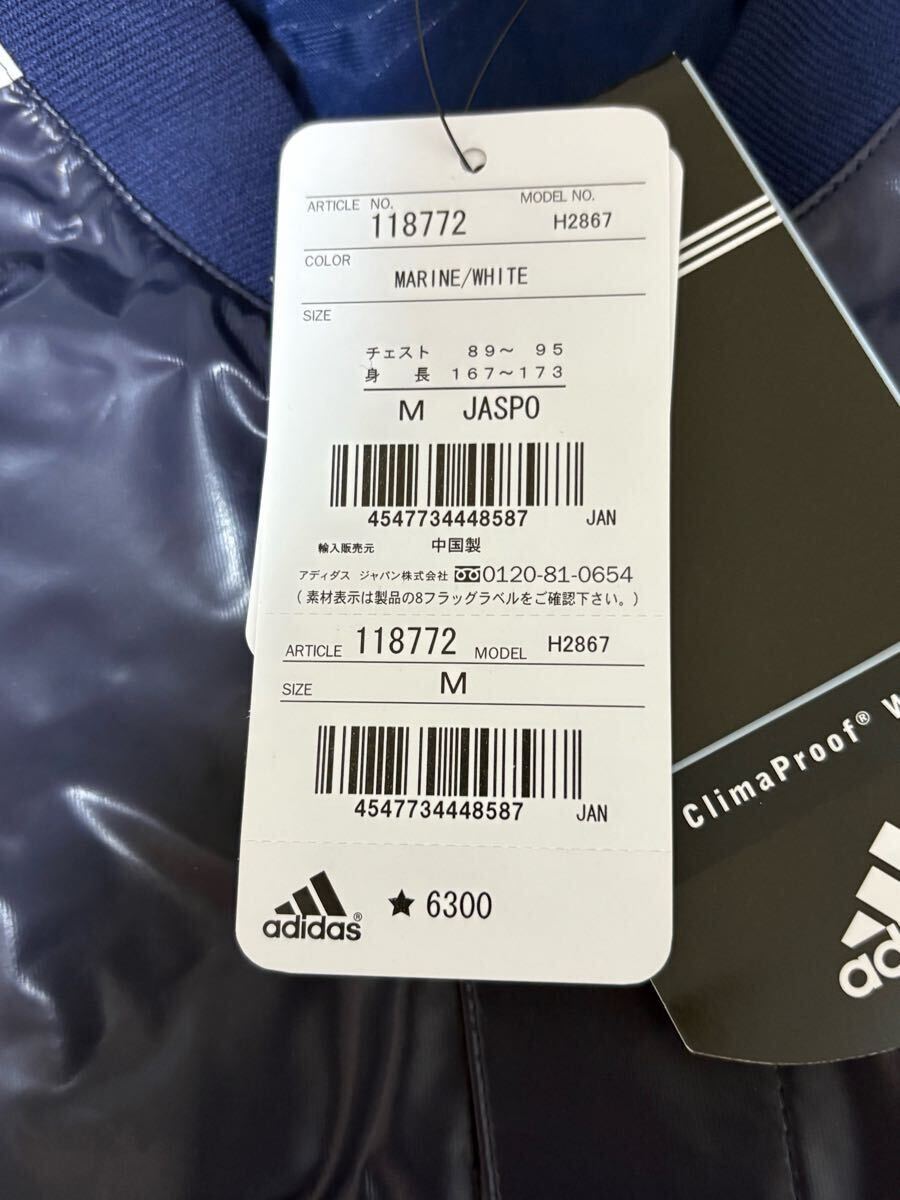 ARTICLE NO. 118772 MODEL NO. H2867
COLOR
MARINE/WHITE
SIZE
チェスト 89～ 95
身 長 167～173
M JASPO
4547734448587 JAN
輸入販売元 中国製
アディダス ジャパン株式会社 0120-81-0654
(素材表示は製品の8フラッグラベルをご確認下さい。)
ARTICLE 118772 MODEL H2867
SIZE M
4547734448587 JAN
adidas® ★6300
ClimaProof®